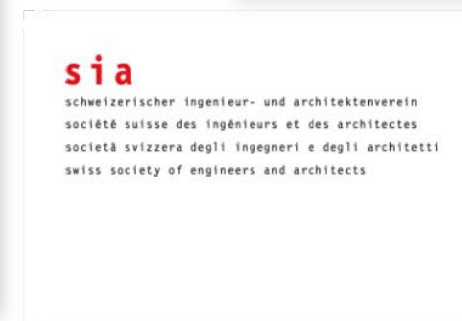 sia
schweizerischer ingenieur- und architektenverein
société suisse des ingénieurs et des architectes
società svizzera degli ingegneri e degli architetti
swiss society of engineers and architects